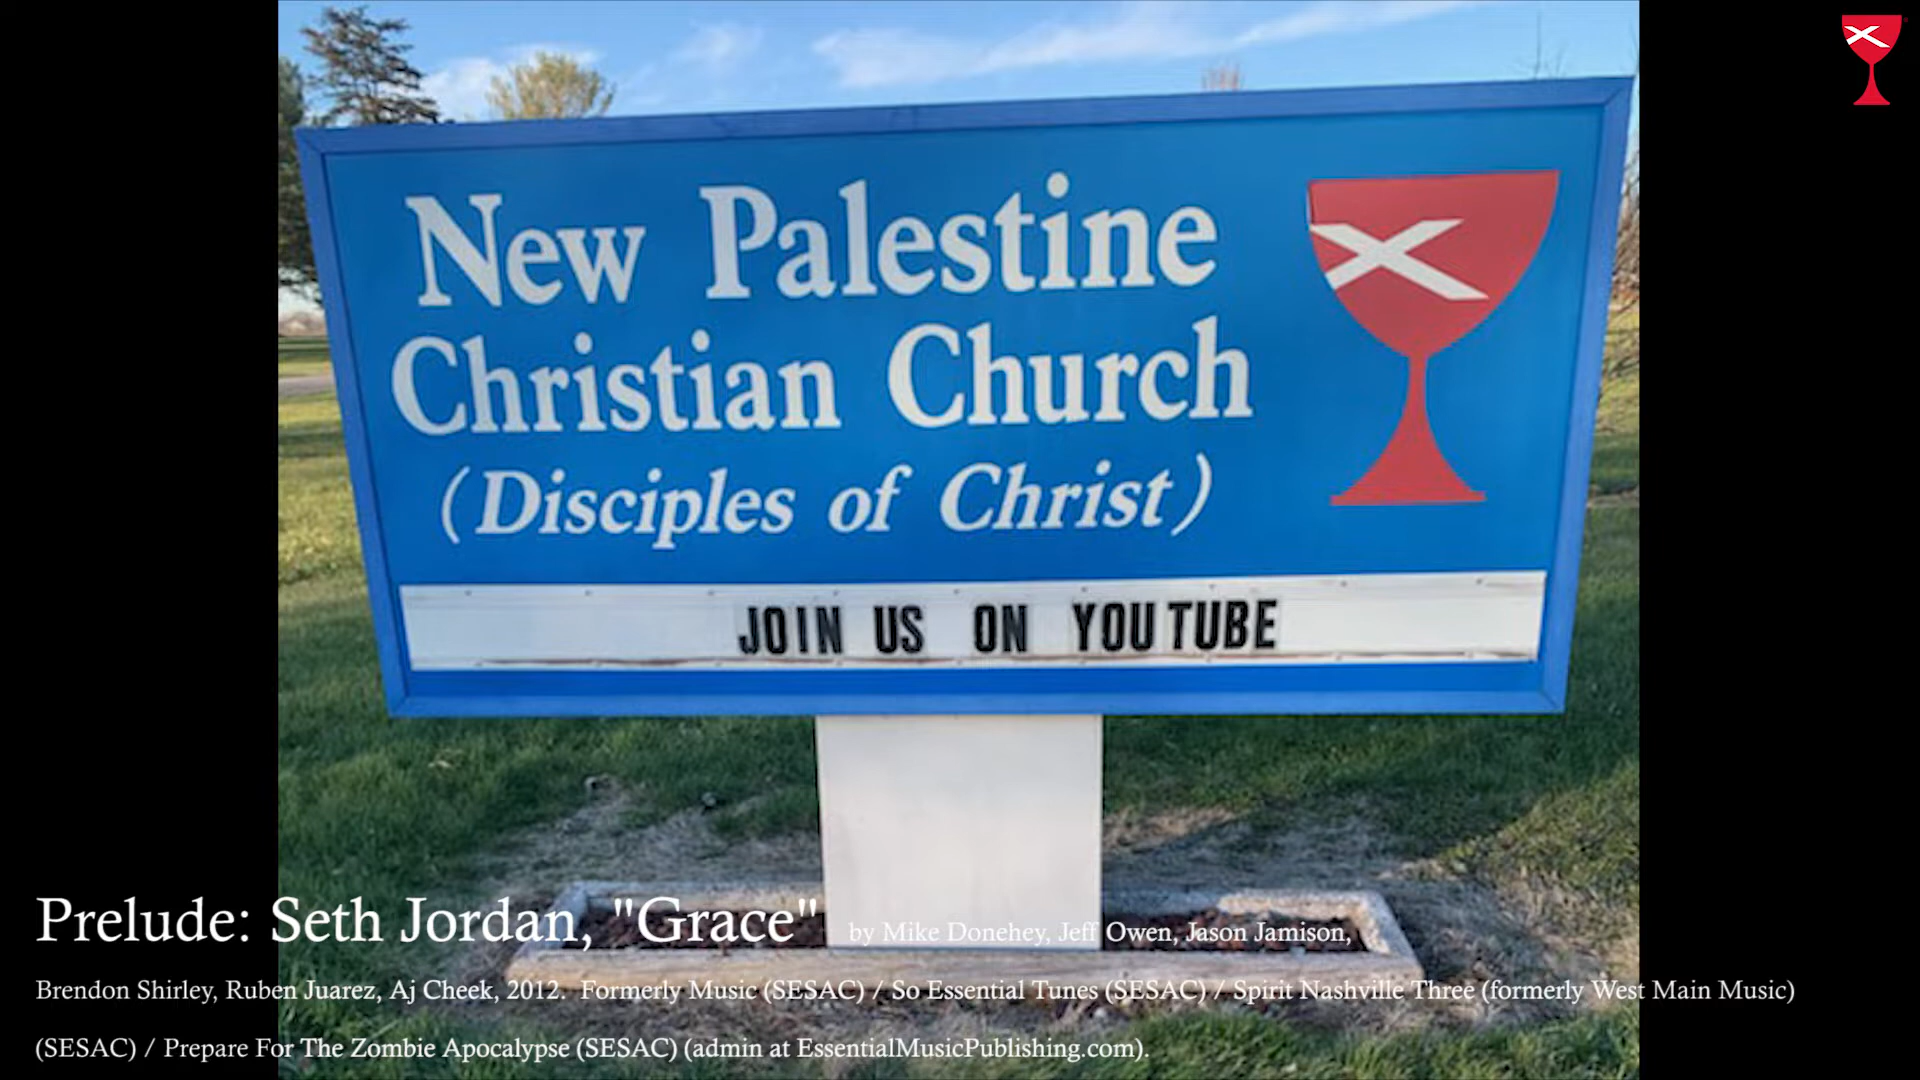 New Palestine
Christian Church
(Disciples of Christ)
JOIN US ON YOUTUBE
Prelude: Seth Jordan, "Grace" by Mike Donehey, Jeff Owen, Jason Jamison,
Brendon Shirley, Ruben Juarez, Aj Cheek, 2012. Formerly Music (SESAC) / So Essential Tunes (SESAC) / Spirit Nashville Three (formerly West Main Music)
(SESAC) / Prepare For The Zombie Apocalypse (SESAC) (admin at EssentialMusicPublishing.com).